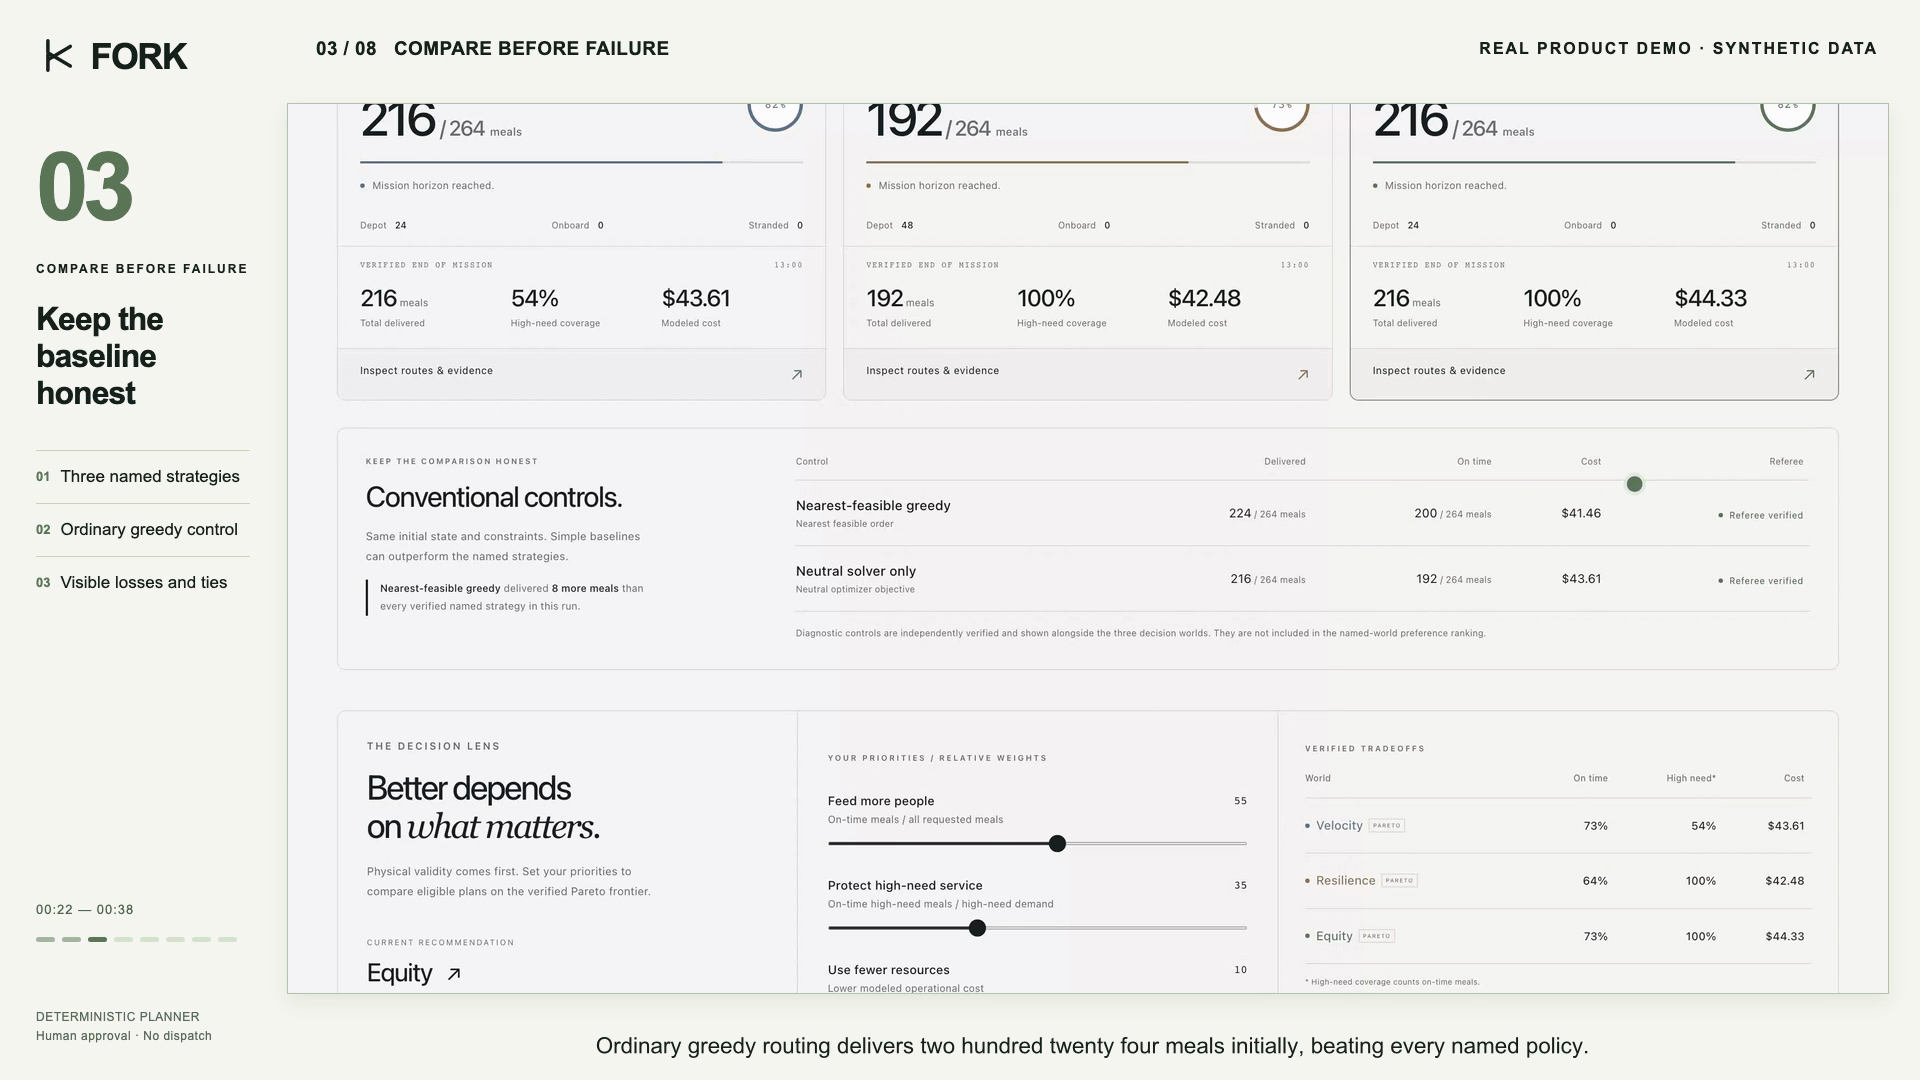 FORK
03 / 08 COMPARE BEFORE FAILURE
REAL PRODUCT DEMO · SYNTHETIC DATA
03
COMPARE BEFORE FAILURE
Keep the
baseline
honest
01 Three named strategies
02 Ordinary greedy control
03 Visible losses and ties
00:22 — 00:38
DETERMINISTIC PLANNER
Human approval · No dispatch
216 / 264 meals
Mission horizon reached.
Depot 24 Onboard 0 Stranded 0
VERIFIED END OF MISSION 13:00
216 meals 54% $43.61
Total delivered High-need coverage Modeled cost
Inspect routes & evidence
192 / 264 meals
Mission horizon reached.
Depot 48 Onboard 0 Stranded 0
VERIFIED END OF MISSION 13:00
192 meals 100% $42.48
Total delivered High-need coverage Modeled cost
Inspect routes & evidence
216 / 264 meals
Mission horizon reached.
Depot 24 Onboard 0 Stranded 0
VERIFIED END OF MISSION 13:00
216 meals 100% $44.33
Total delivered High-need coverage Modeled cost
Inspect routes & evidence
KEEP THE COMPARISON HONEST
Conventional controls.
Same initial state and constraints. Simple baselines
can outperform the named strategies.
Nearest-feasible greedy delivered 8 more meals than
every verified named strategy in this run.
Control Delivered On time Cost Referee
Nearest-feasible greedy 224 / 264 meals 200 / 264 meals $41.46 Referee verified
Nearest feasible order
Neutral solver only 216 / 264 meals 192 / 264 meals $43.61 Referee verified
Neutral optimizer objective
Diagnostic controls are independently verified and shown alongside the three decision worlds. They are not included in the named-world preference ranking.
THE DECISION LENS
Better depends
on what matters.
Physical validity comes first. Set your priorities to
compare eligible plans on the verified Pareto frontier.
CURRENT RECOMMENDATION
Equity
YOUR PRIORITIES / RELATIVE WEIGHTS
Feed more people 55
On-time meals / all requested meals
Protect high-need service 35
On-time high-need meals / high-need demand
Use fewer resources 10
Lower modeled operational cost
VERIFIED TRADEOFFS
World On time High need* Cost
Velocity PARETO 73% 54% $43.61
Resilience PARETO 64% 100% $42.48
Equity PARETO 73% 100% $44.33
* High-need coverage counts on-time meals.
Ordinary greedy routing delivers two hundred twenty four meals initially, beating every named policy.